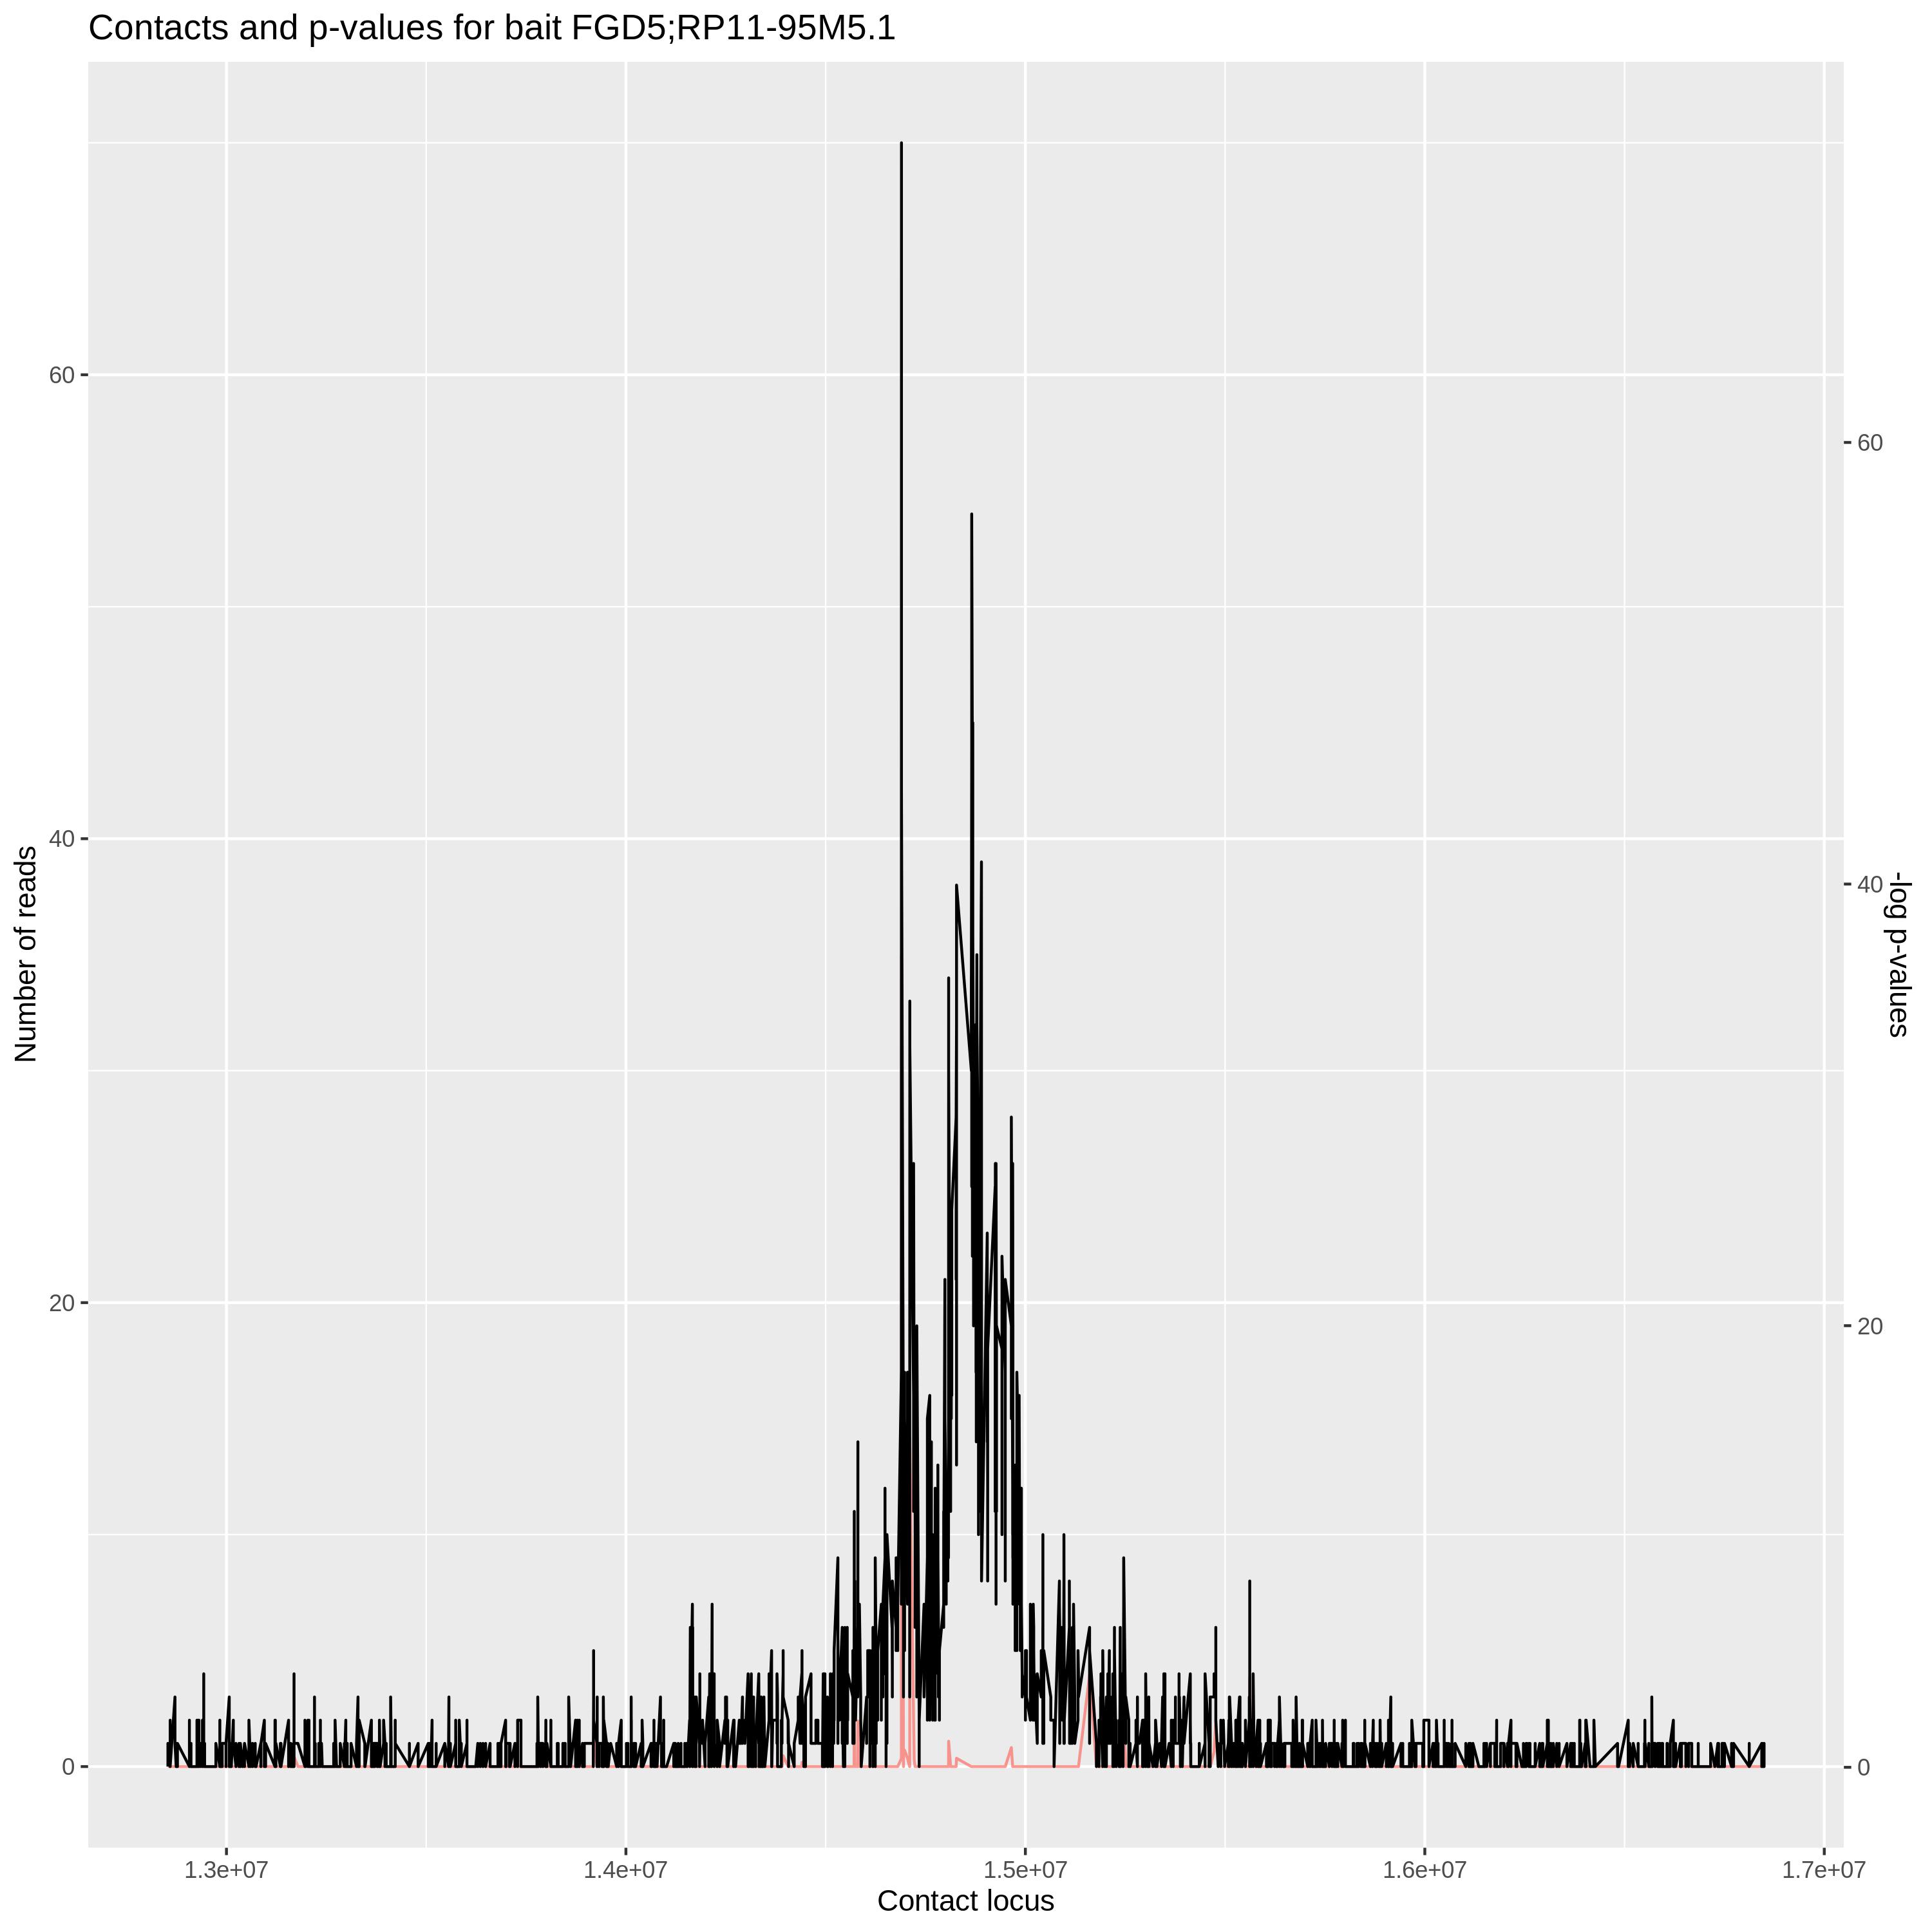 Contacts and p-values for bait FGD5;RP11-95M5.1
60
40
20
0
Number of reads
60
40
20
0
-log p-values
1.3e+07 1.4e+07 1.5e+07 1.6e+07 1.7e+07
Contact locus